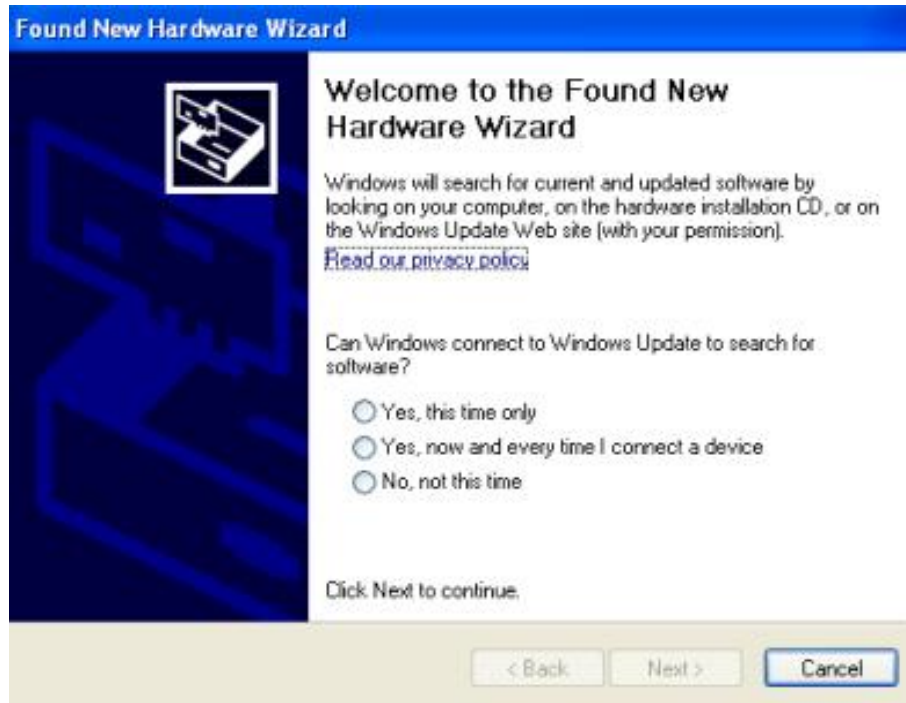 Found New Hardware Wizard
Welcome to the Found New
Hardware Wizard
Windows will search for current and updated software by
looking on your computer, on the hardware installation CD, or on
the Windows Update Web site (with your permission).
Read our privacy policy
Can Windows connect to Windows Update to search for
software?
Yes, this time only
Yes, now and every time I connect a device
No, not this time
Click Next to continue.
< Back Next > Cancel